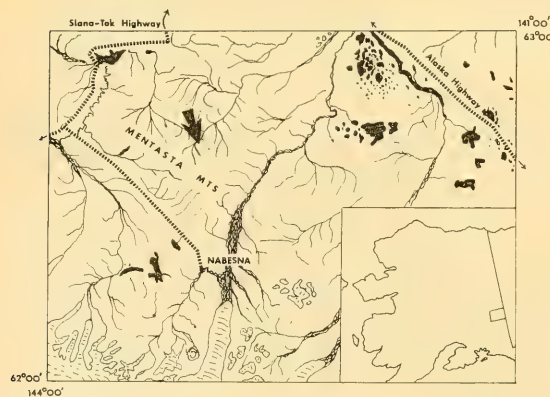 Slana-Tok Highway
141°00'
63°00'
Alaska Highway
MENTASTA MTS
NABESNA
62°00'
144°00'